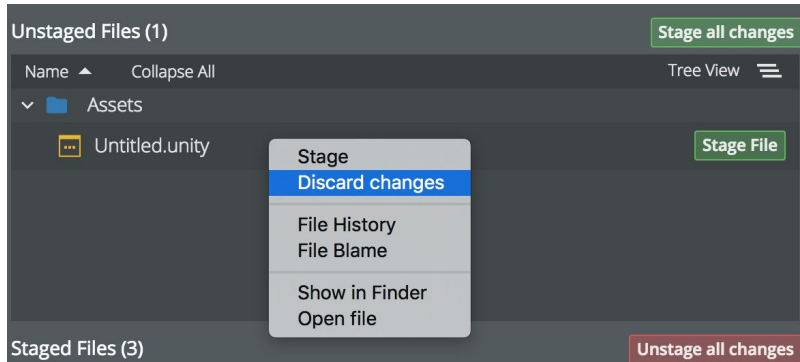 Unstaged Files (1) Stage all changes
Name Collapse All Tree View
Assets
Untitled.unity Stage File
Stage
Discard changes
File History
File Blame
Show in Finder
Open file
Staged Files (3) Unstage all changes